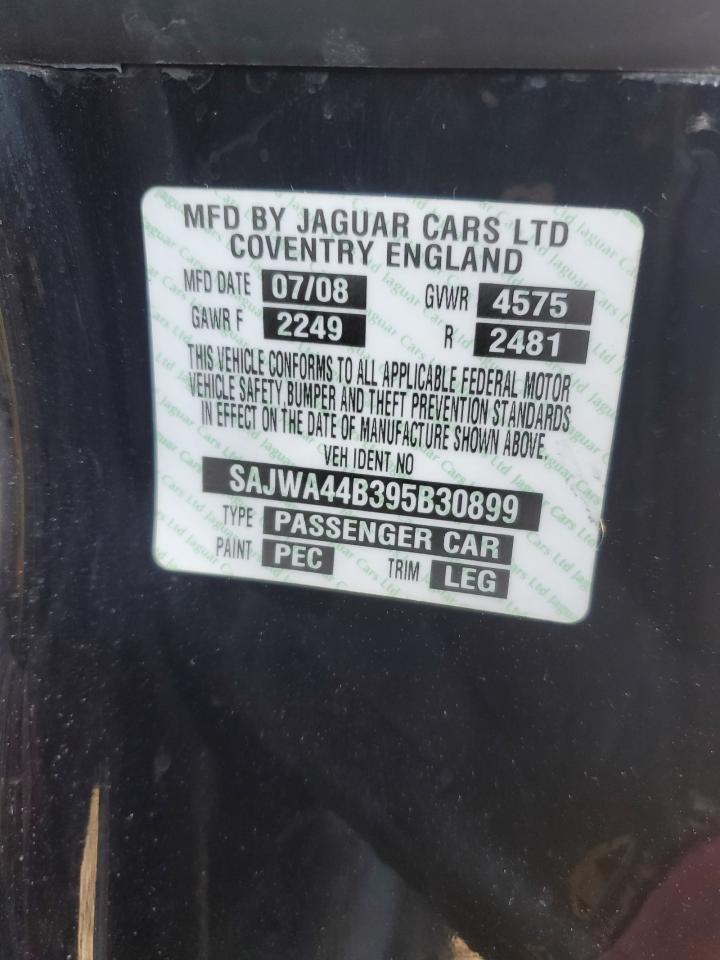 MFD BY JAGUAR CARS LTD
COVENTRY ENGLAND
MFD DATE 07/08 GVWR 4575
GAWR F 2249 R 2481
THIS VEHICLE CONFORMS TO ALL APPLICABLE FEDERAL MOTOR
VEHICLE SAFETY, BUMPER AND THEFT PREVENTION STANDARDS
IN EFFECT ON THE DATE OF MANUFACTURE SHOWN ABOVE.
VEH IDENT NO
SAJWA44B395B30899
TYPE PASSENGER CAR
PAINT PEC TRIM LEG